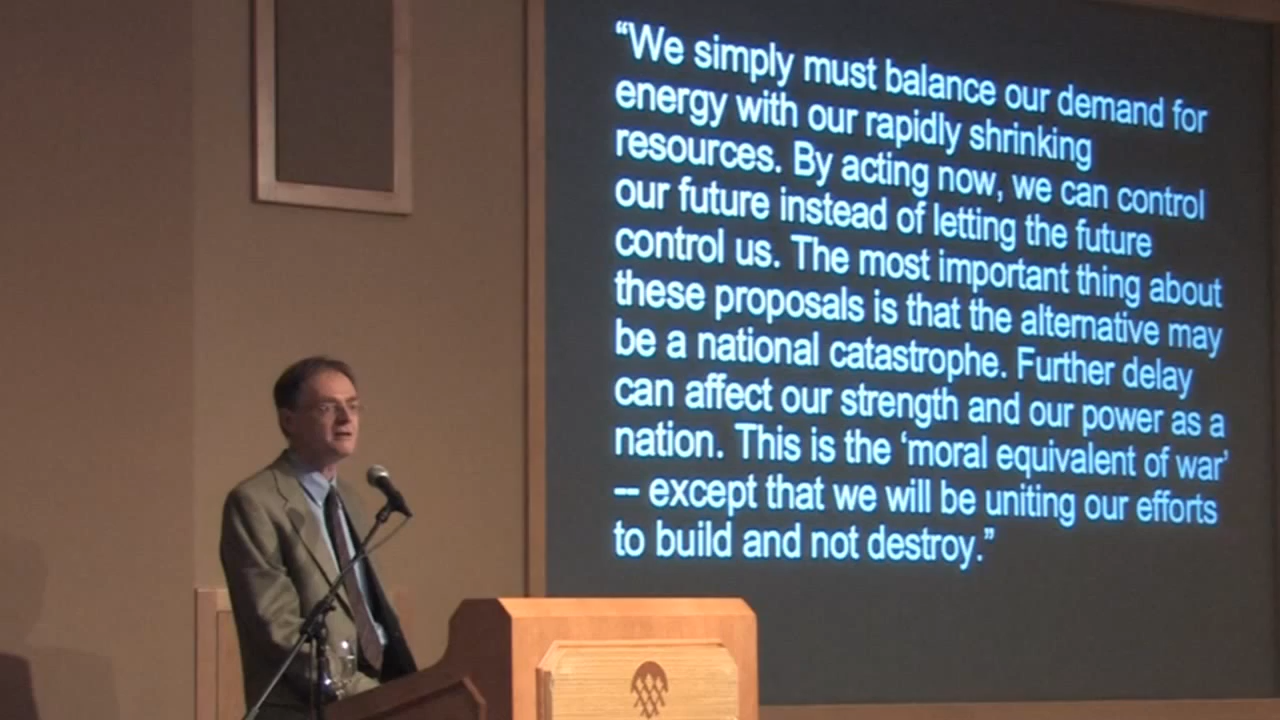 “We simply must balance our demand for
energy with our rapidly shrinking
resources. By acting now, we can control
our future instead of letting the future
control us. The most important thing about
these proposals is that the alternative may
be a national catastrophe. Further delay
can affect our strength and our power as a
nation. This is the ‘moral equivalent of war’
-- except that we will be uniting our efforts
to build and not destroy.”